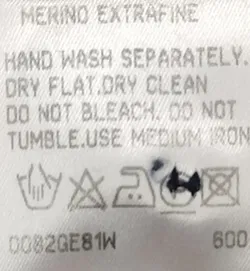 MERINO EXTRAFINE
HAND WASH SEPARATELY.
DRY FLAT.DRY CLEAN
DO NOT BLEACH. DO NOT
TUMBLE.USE MEDIUM IRON
0082GE81W 600